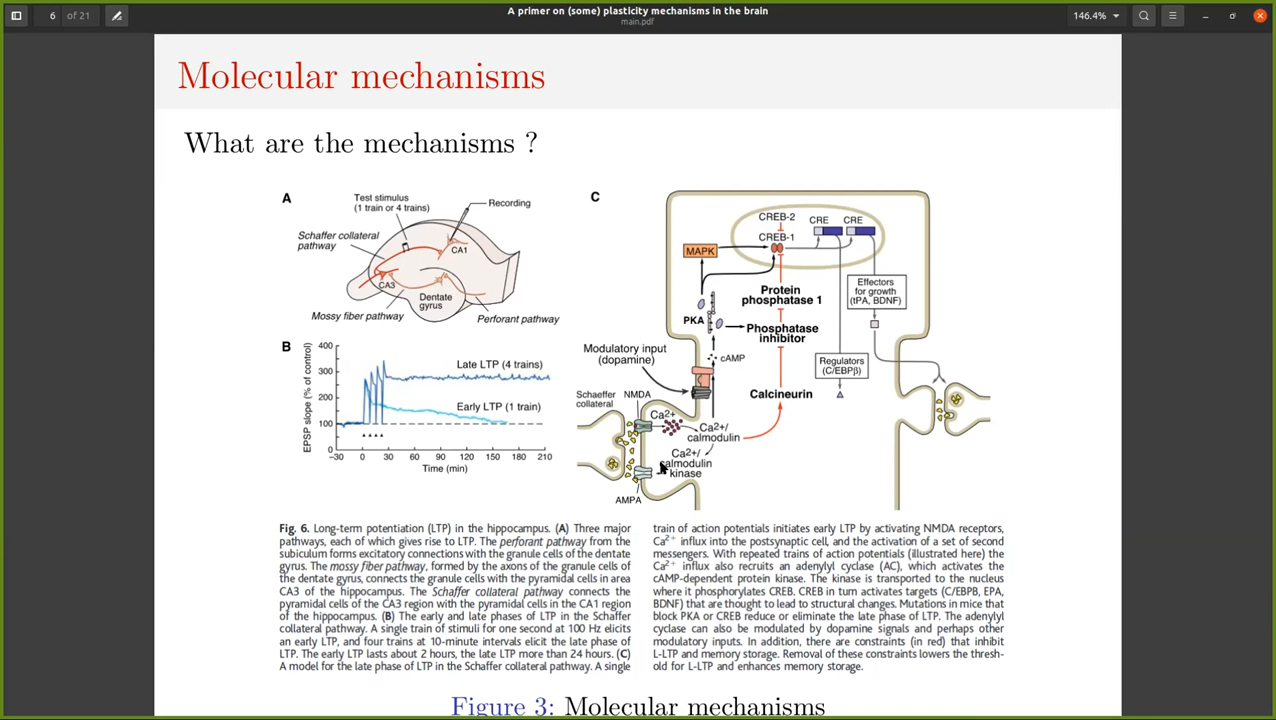 A primer on (some) plasticity mechanisms in the brain
main.pdf
6 of 21
146.4%
Molecular mechanisms
What are the mechanisms ?
A
Test stimulus
(1 train or 4 trains)
Recording
Schaffer collateral
pathway
CA1
CA3
Dentate
gyrus
Mossy fiber pathway
Perforant pathway
B
EPSP slope (% of control)
400
300
200
100
0
Late LTP (4 trains)
Early LTP (1 train)
−30 0 30 60 90 120 150 180 210
Time (min)
C
CREB-2
CREB-1
CRE
CRE
MAPK
Effectors
for growth
(tPA, BDNF)
Protein
phosphatase 1
PKA
Phosphatase
inhibitor
Modulatory input
(dopamine)
cAMP
Regulators
(C/EBPβ)
Calcineurin
Schaeffer
collateral
NMDA
Ca2+
Ca2+/
calmodulin
Ca2+/
calmodulin
kinase
AMPA
Fig. 6. Long-term potentiation (LTP) in the hippocampus. (A) Three major
pathways, each of which gives rise to LTP. The perforant pathway from the
subiculum forms excitatory connections with the granule cells of the dentate
gyrus. The mossy fiber pathway, formed by the axons of the granule cells of
the dentate gyrus, connects the granule cells with the pyramidal cells in area
CA3 of the hippocampus. The Schaffer collateral pathway connects the
pyramidal cells of the CA3 region with the pyramidal cells in the CA1 region
of the hippocampus. (B) The early and late phases of LTP in the Schaffer
collateral pathway. A single train of stimuli for one second at 100 Hz elicits
an early LTP, and four trains at 10-minute intervals elicit the late phase of
LTP. The early LTP lasts about 2 hours, the late LTP more than 24 hours. (C)
A model for the late phase of LTP in the Schaffer collateral pathway. A single
train of action potentials initiates early LTP by activating NMDA receptors,
Ca2+ influx into the postsynaptic cell, and the activation of a set of second
messengers. With repeated trains of action potentials (illustrated here) the
Ca2+ influx also recruits an adenylyl cyclase (AC), which activates the
cAMP-dependent protein kinase. The kinase is transported to the nucleus
where it phosphorylates CREB. CREB in turn activates targets (C/EBPB, EPA,
BDNF) that are thought to lead to structural changes. Mutations in mice that
block PKA or CREB reduce or eliminate the late phase of LTP. The adenylyl
cyclase can also be modulated by dopamine signals and perhaps other
modulatory inputs. In addition, there are constraints (in red) that inhibit
L-LTP and memory storage. Removal of these constraints lowers the thresh-
old for L-LTP and enhances memory storage.
Figure 3: Molecular mechanisms